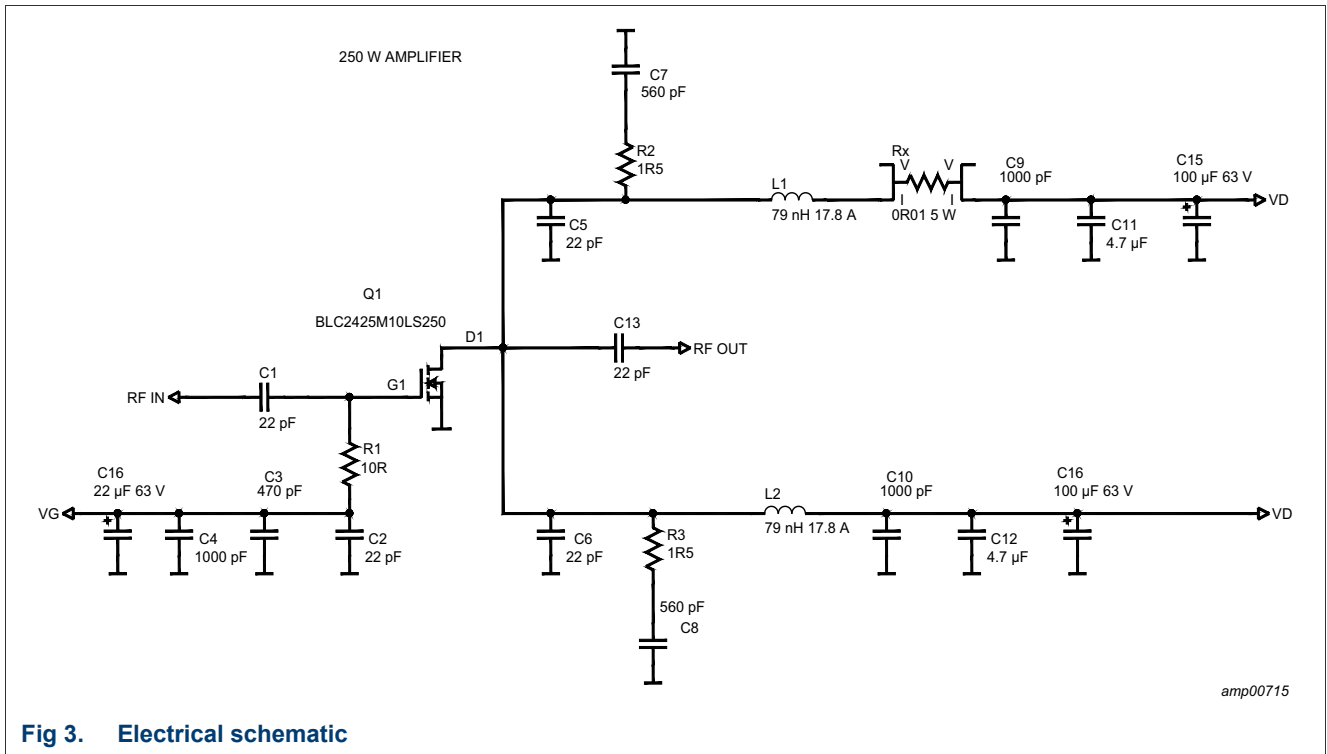 250 W AMPLIFIER
C7
560 pF
R2
1R5
L1
79 nH 17.8 A
Rx
V V
I I
0R01 5 W
C9
1000 pF
C11
4.7 µF
C15
100 µF 63 V
VD
C5
22 pF
Q1
BLC2425M10LS250
D1
G1
C13
22 pF
RF OUT
RF IN
C1
22 pF
R1
10R
C16
22 µF 63 V
VG
C4
1000 pF
C3
470 pF
C2
22 pF
C6
22 pF
R3
1R5
560 pF
C8
L2
79 nH 17.8 A
C10
1000 pF
C12
4.7 µF
C16
100 µF 63 V
VD
amp00715
Fig 3. Electrical schematic